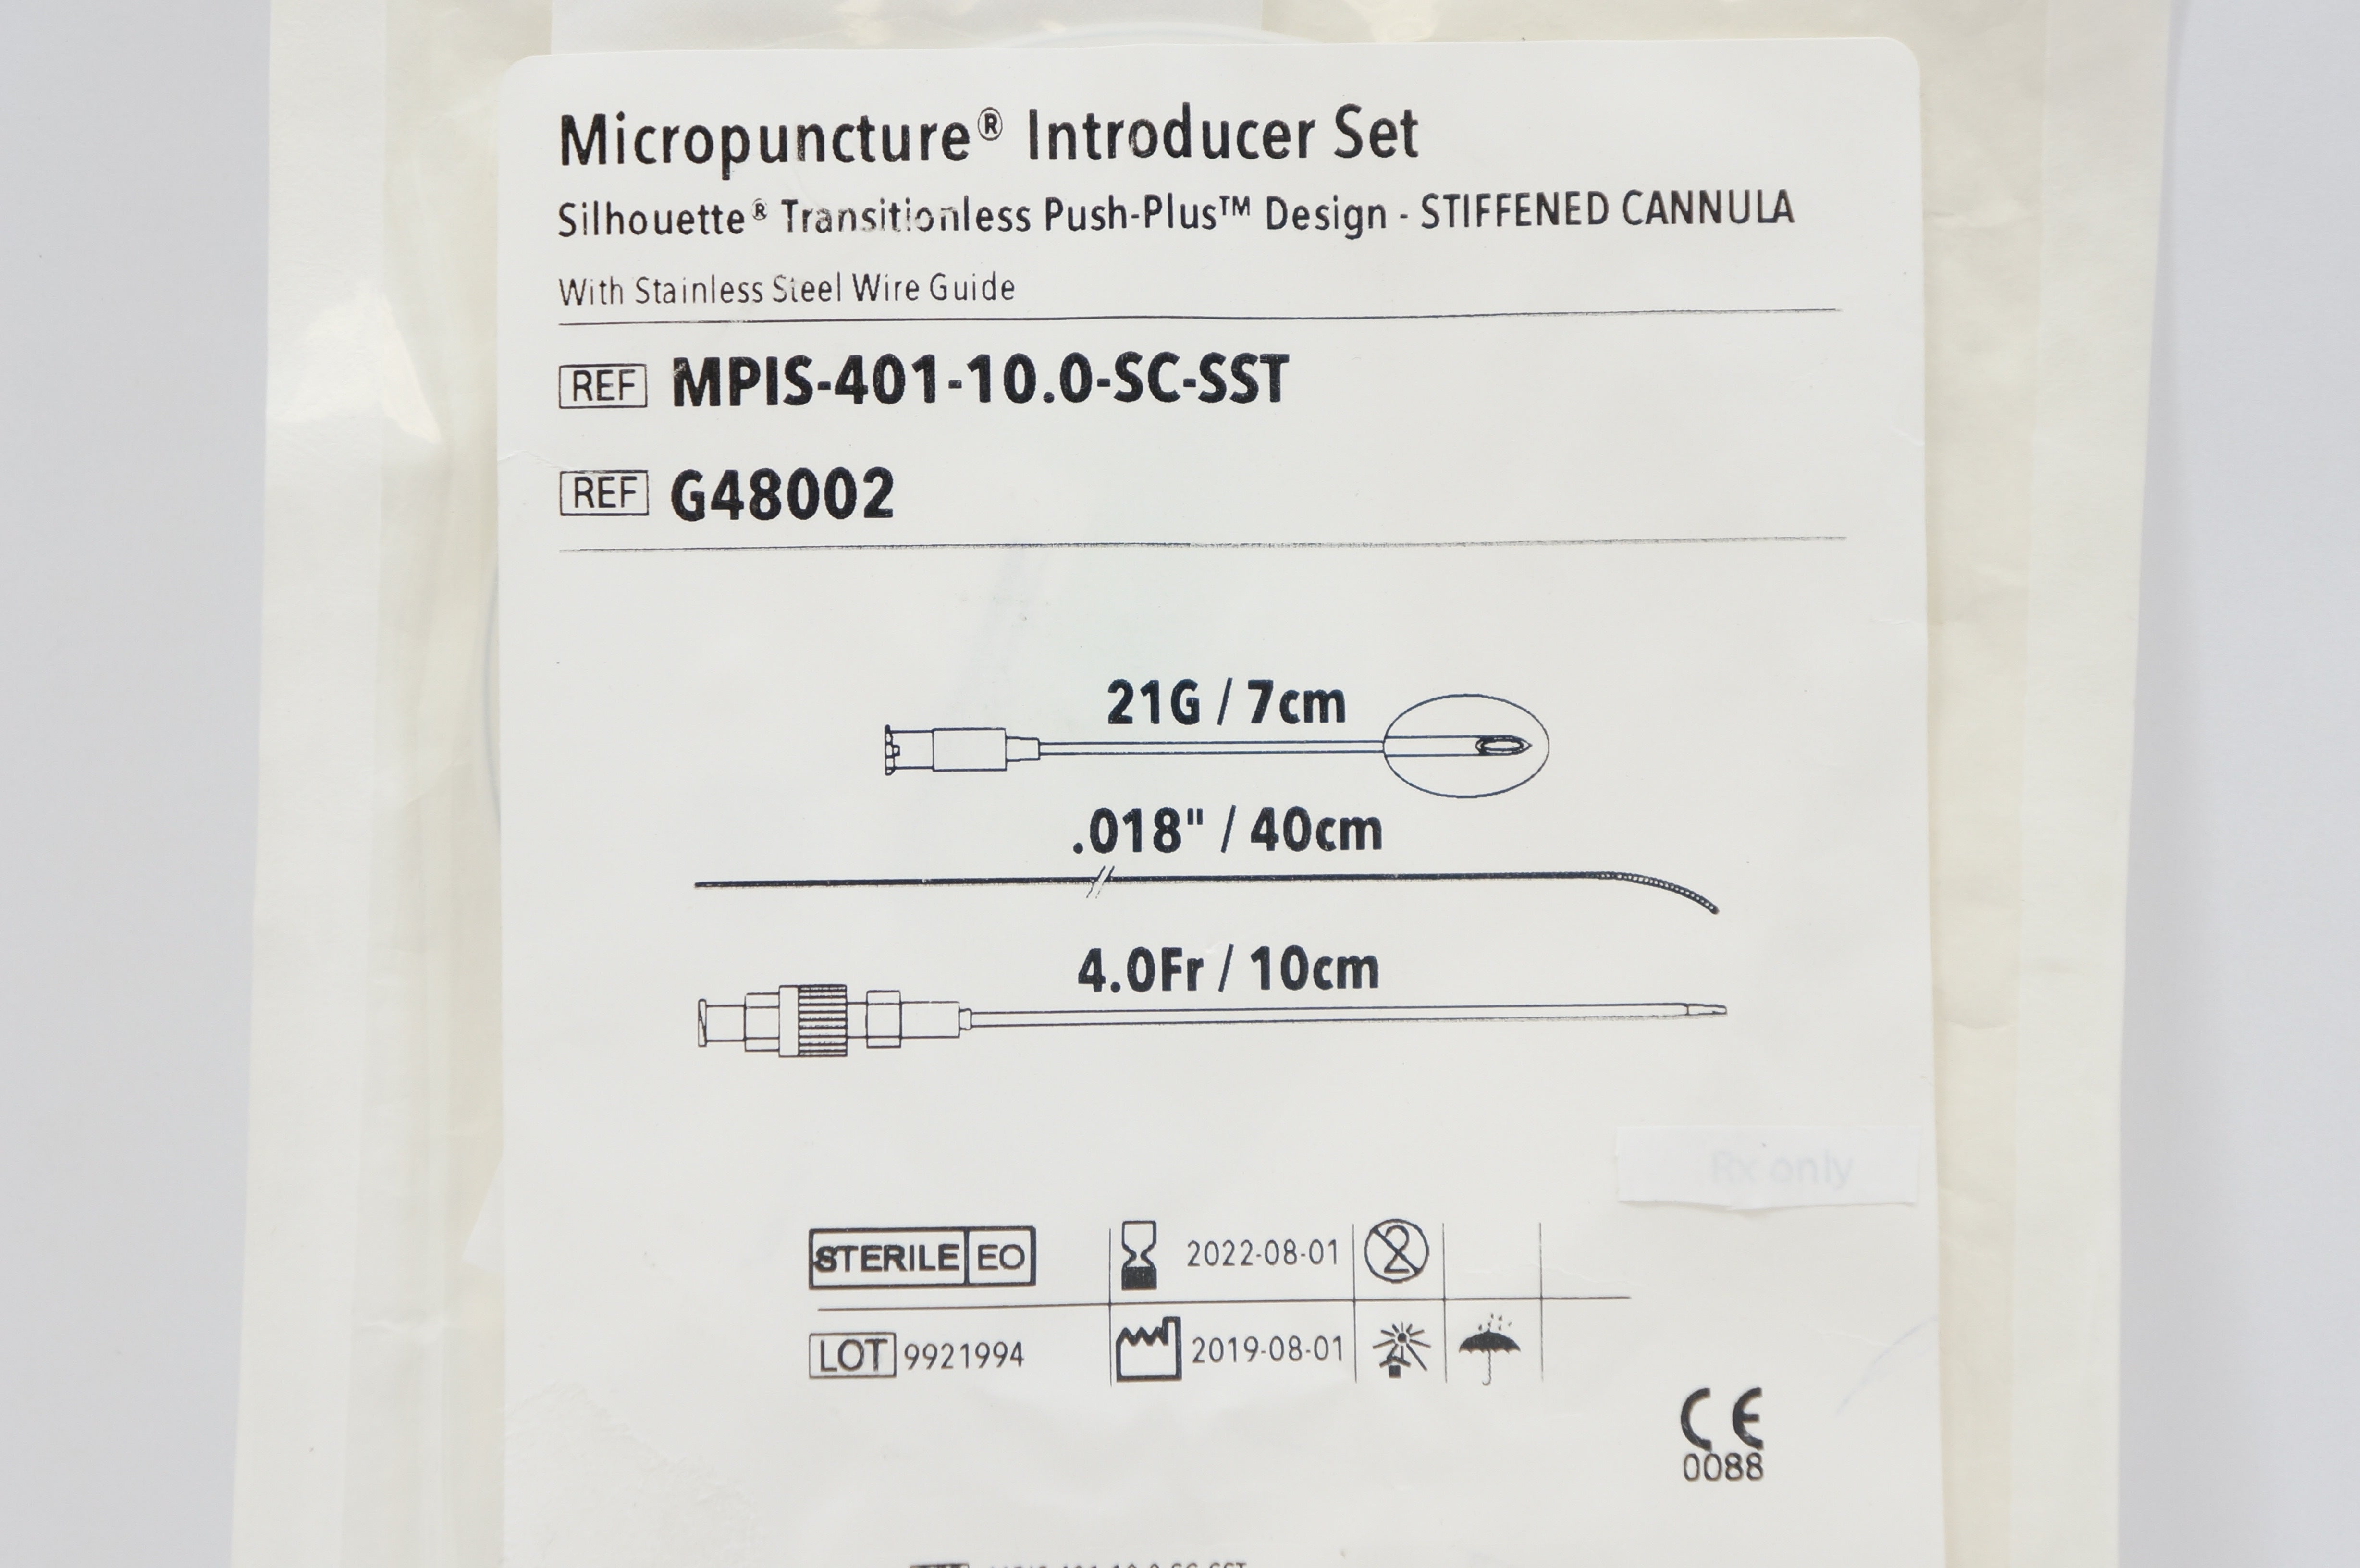 Micropuncture® Introducer Set
Silhouette® Transitionless Push-Plus™ Design - STIFFENED CANNULA
With Stainless Steel Wire Guide
REF MPIS-401-10.0-SC-SST
REF G48002
21G / 7cm
.018" / 40cm
4.0Fr / 10cm
Rx only
STERILE EO 2022-08-01 2
LOT 9921994 2019-08-01
CE
0088